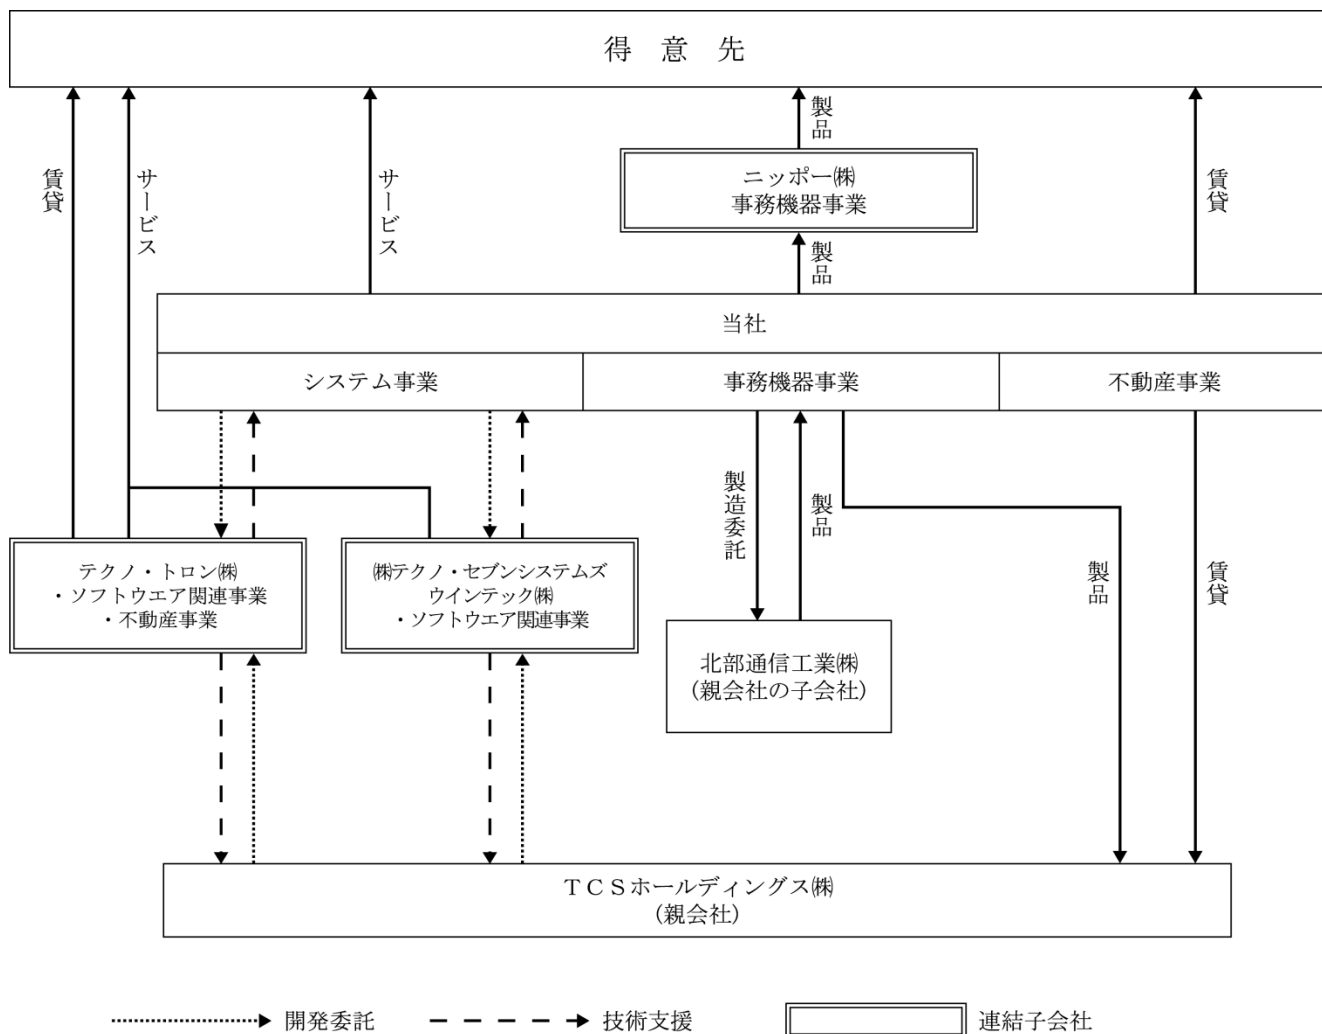 得意先
製品
ニッポー㈱
事務機器事業
賃貸
サービス
サービス
賃貸
製品
当社
システム事業
事務機器事業
不動産事業
製造委託
製品
製品
賃貸
テクノ・トロン㈱
・ソフトウエア関連事業
・不動産事業
㈱テクノ・セブンシステムズ
ウインテック㈱
・ソフトウエア関連事業
北部通信工業㈱
(親会社の子会社)
ＴＣＳホールディングス㈱
(親会社)
開発委託
技術支援
連結子会社